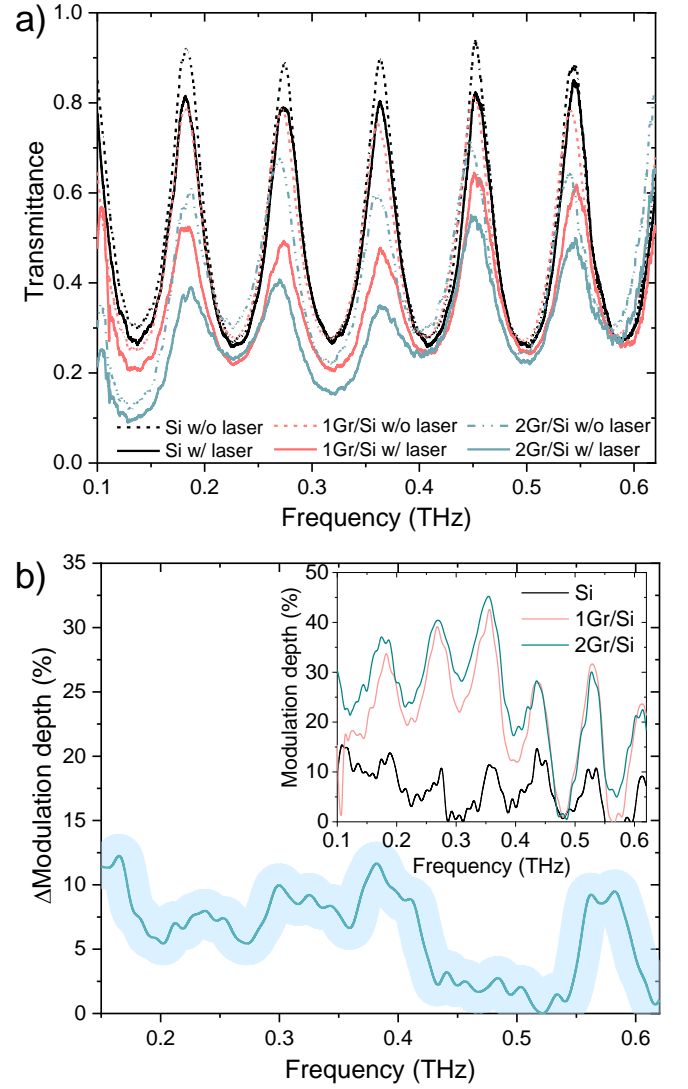 a)
1.0
0.8
0.6
0.4
0.2
0.0
Transmittance
Si w/o laser 1Gr/Si w/o laser 2Gr/Si w/o laser
Si w/ laser 1Gr/Si w/ laser 2Gr/Si w/ laser
0.1 0.2 0.3 0.4 0.5 0.6
Frequency (THz)
b)
35
30
25
20
15
10
5
0
ΔModulation depth (%)
50
40
30
20
10
0
Modulation depth (%)
Si
1Gr/Si
2Gr/Si
0.1 0.2 0.3 0.4 0.5 0.6
Frequency (THz)
0.2 0.3 0.4 0.5 0.6
Frequency (THz)